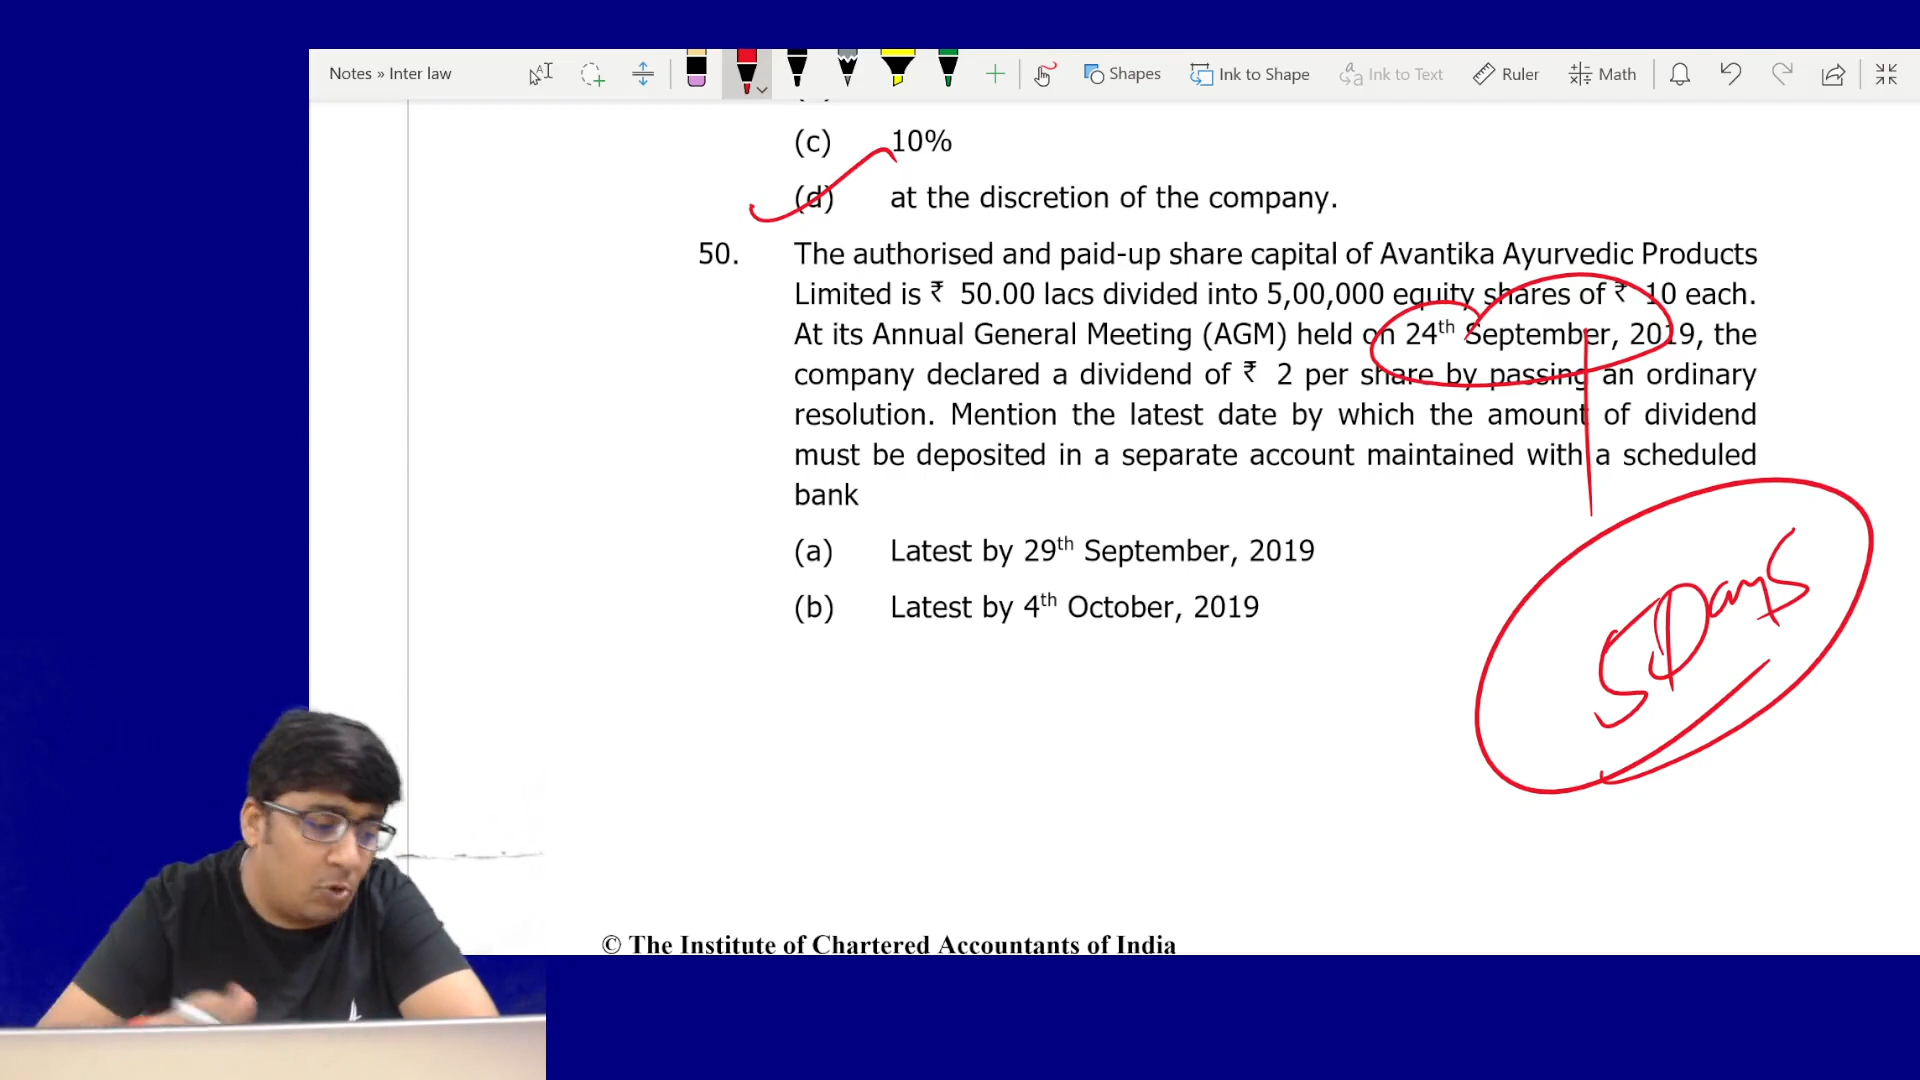 Notes » Inter law
Shapes
Ink to Shape
Ink to Text
Ruler
Math
(c) 10%
(d) at the discretion of the company.
50. The authorised and paid-up share capital of Avantika Ayurvedic Products
Limited is ₹ 50.00 lacs divided into 5,00,000 equity shares of ₹ 10 each.
At its Annual General Meeting (AGM) held on 24th September, 2019, the
company declared a dividend of ₹ 2 per share by passing an ordinary
resolution. Mention the latest date by which the amount of dividend
must be deposited in a separate account maintained with a scheduled
bank
(a) Latest by 29th September, 2019
(b) Latest by 4th October, 2019
5 Days
© The Institute of Chartered Accountants of India